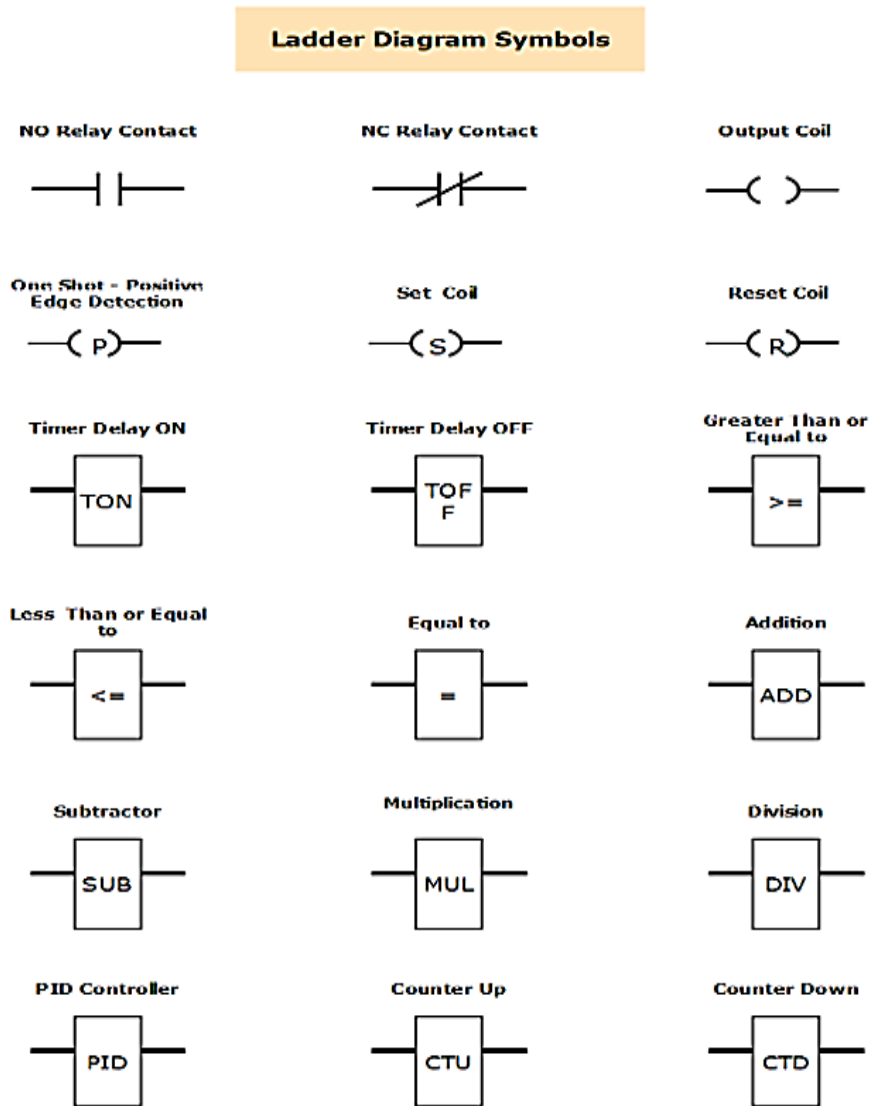 Ladder Diagram Symbols
NO Relay Contact
NC Relay Contact
Output Coil
One Shot - Positive
Edge Detection
P
Set Coil
S
Reset Coil
R
Timer Delay ON
TON
Timer Delay OFF
TOF
F
Greater Than or
Equal to
>=
Less Than or Equal
to
<=
Equal to
=
Addition
ADD
Subtractor
SUB
Multiplication
MUL
Division
DIV
PID Controller
PID
Counter Up
CTU
Counter Down
CTD